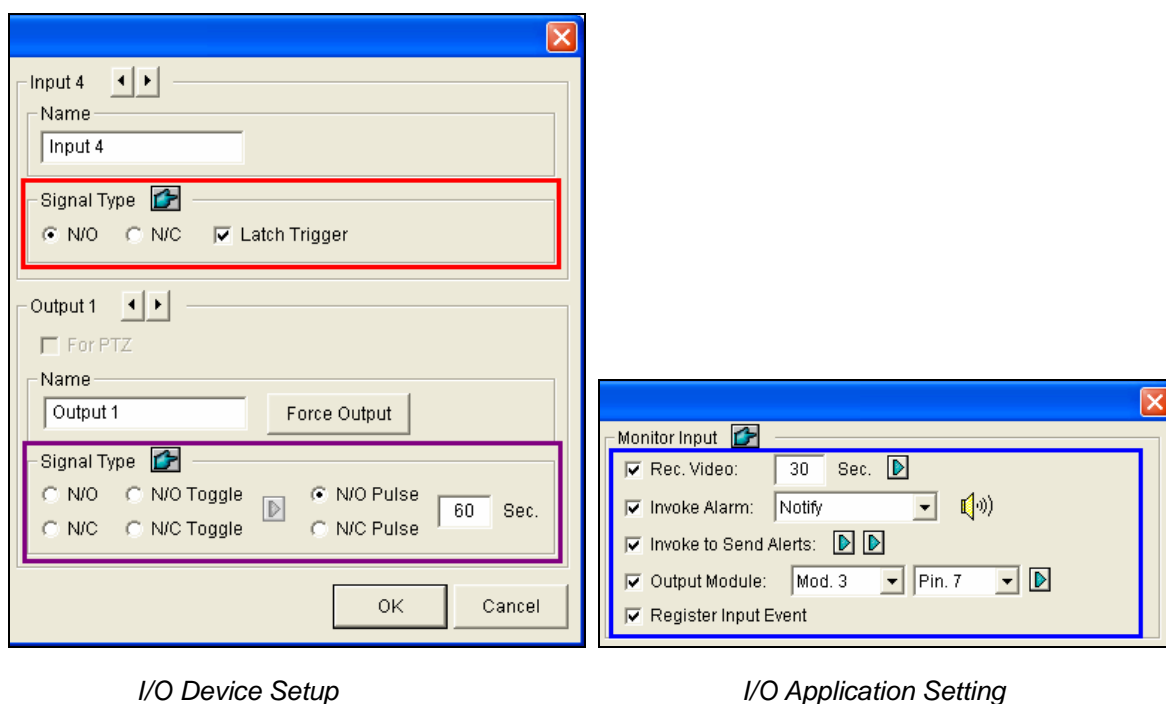 Input 4
Name
Input 4
Signal Type
N/O N/C Latch Trigger
Output 1
For PTZ
Name
Output 1 Force Output
Signal Type
N/O N/O Toggle N/O Pulse
60 Sec.
N/C N/C Toggle N/C Pulse
OK Cancel
I/O Device Setup
Monitor Input
Rec. Video: 30 Sec.
Invoke Alarm: Notify
Invoke to Send Alerts:
Output Module: Mod. 3 Pin. 7
Register Input Event
I/O Application Setting